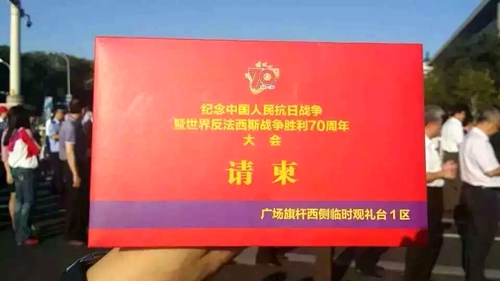 纪念中国人民抗日战争
暨世界反法西斯战争胜利70周年
大会
请柬
广场旗杆西侧临时观礼台1区